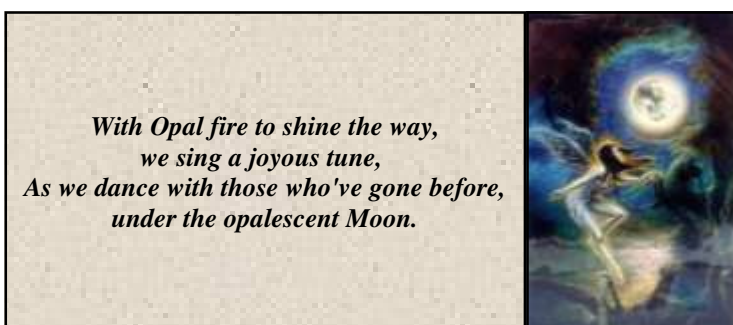 With Opal fire to shine the way,
we sing a joyous tune,
As we dance with those who've gone before,
under the opalescent Moon.